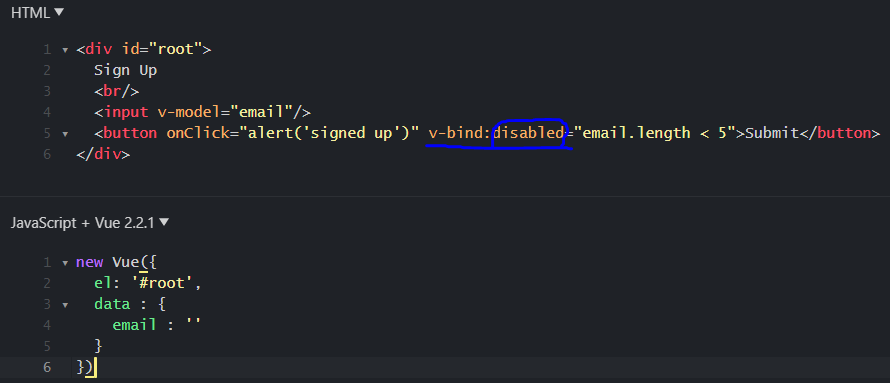 HTML ▼
1 ▾ <div id="root">
2 Sign Up
3 <br/>
4 <input v-model="email"/>
5 ▾ <button onClick="alert('signed up')" v-bind:disabled="email.length < 5">Submit</button>
6 </div>
JavaScript + Vue 2.2.1 ▼
1 ▾ new Vue({
2 el: '#root',
3 ▾ data : {
4 email : ''
5 }
6 })